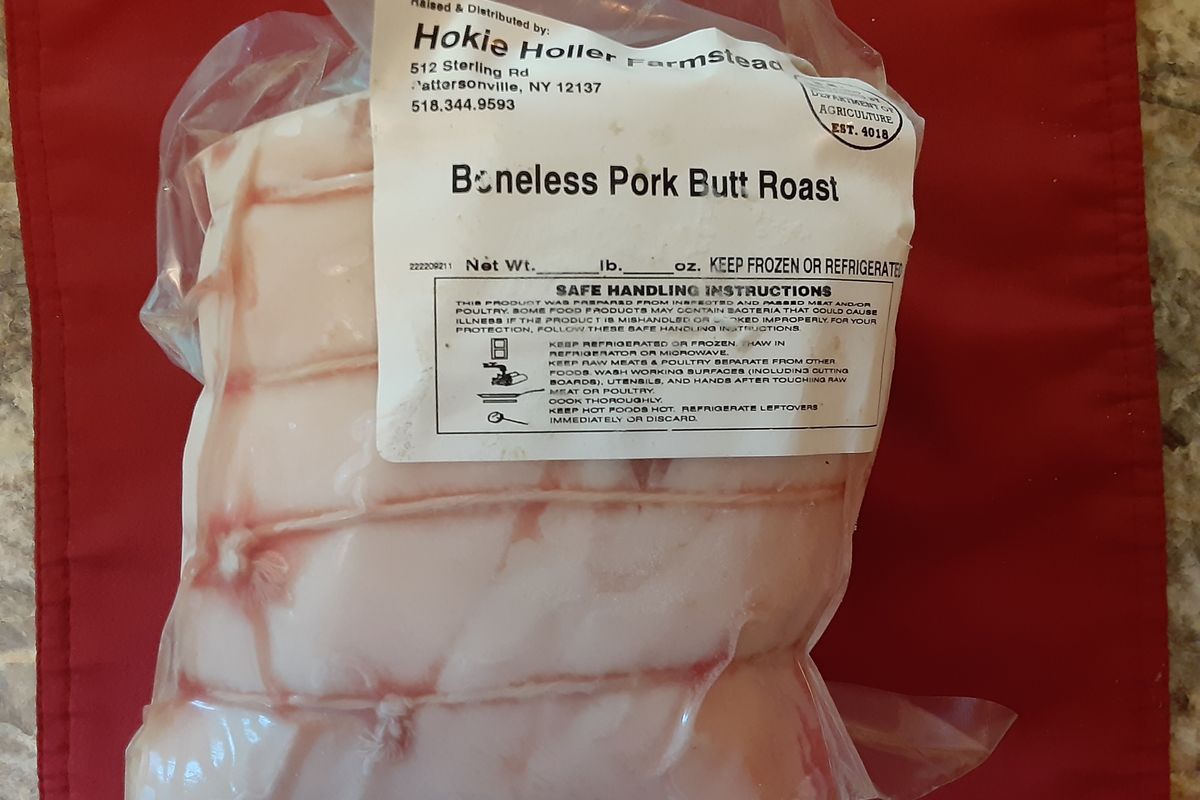 Raised & Distributed by:
Hokie Holler Farmstead
512 Sterling Rd
Pattersonville, NY 12137
518.344.9593
DEPARTMENT OF
AGRICULTURE
EST. 4018
Boneless Pork Butt Roast
222209211 Net Wt.______lb._____oz. KEEP FROZEN OR REFRIGERATED
SAFE HANDLING INSTRUCTIONS
THIS PRODUCT WAS PREPARED FROM INSPECTED AND PASSED MEAT AND/OR
POULTRY. SOME FOOD PRODUCTS MAY CONTAIN BACTERIA THAT COULD CAUSE
ILLNESS IF THE PRODUCT IS MISHANDLED OR COOKED IMPROPERLY. FOR YOUR
PROTECTION, FOLLOW THESE SAFE HANDLING INSTRUCTIONS.
KEEP REFRIGERATED OR FROZEN. THAW IN
REFRIGERATOR OR MICROWAVE.
KEEP RAW MEATS & POULTRY SEPARATE FROM OTHER
FOODS. WASH WORKING SURFACES (INCLUDING CUTTING
BOARDS), UTENSILS, AND HANDS AFTER TOUCHIING RAW
MEAT OR POULTRY.
COOK THOROUGHLY.
KEEP HOT FOODS HOT. REFRIGERATE LEFTOVERS
IMMEDIATELY OR DISCARD.